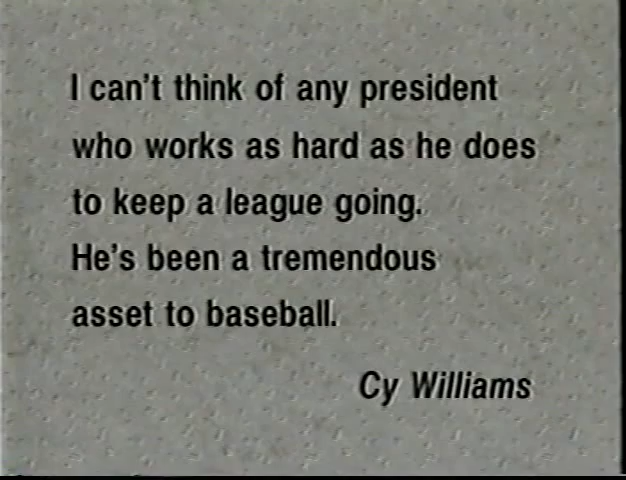 I can't think of any president
who works as hard as he does
to keep a league going.
He's been a tremendous
asset to baseball.
Cy Williams